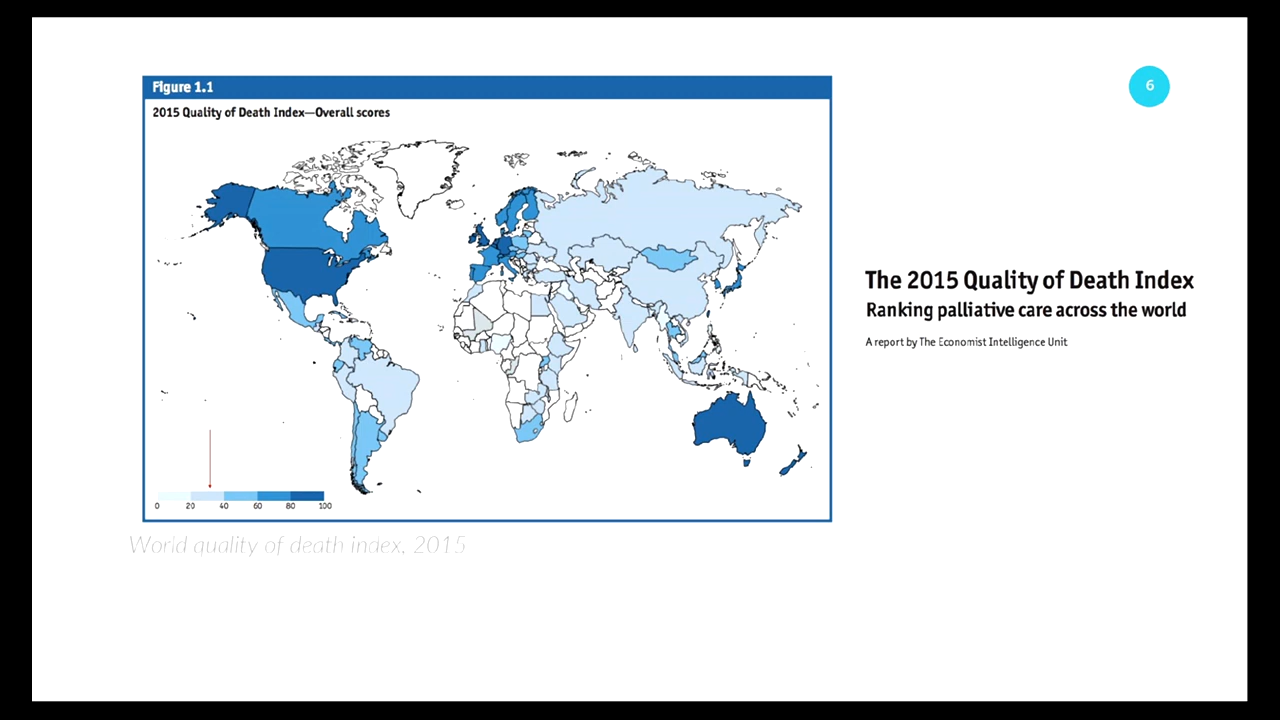 6
Figure 1.1
2015 Quality of Death Index—Overall scores
The 2015 Quality of Death Index
Ranking palliative care across the world
A report by The Economist Intelligence Unit
0 20 40 60 80 100
World quality of death index, 2015